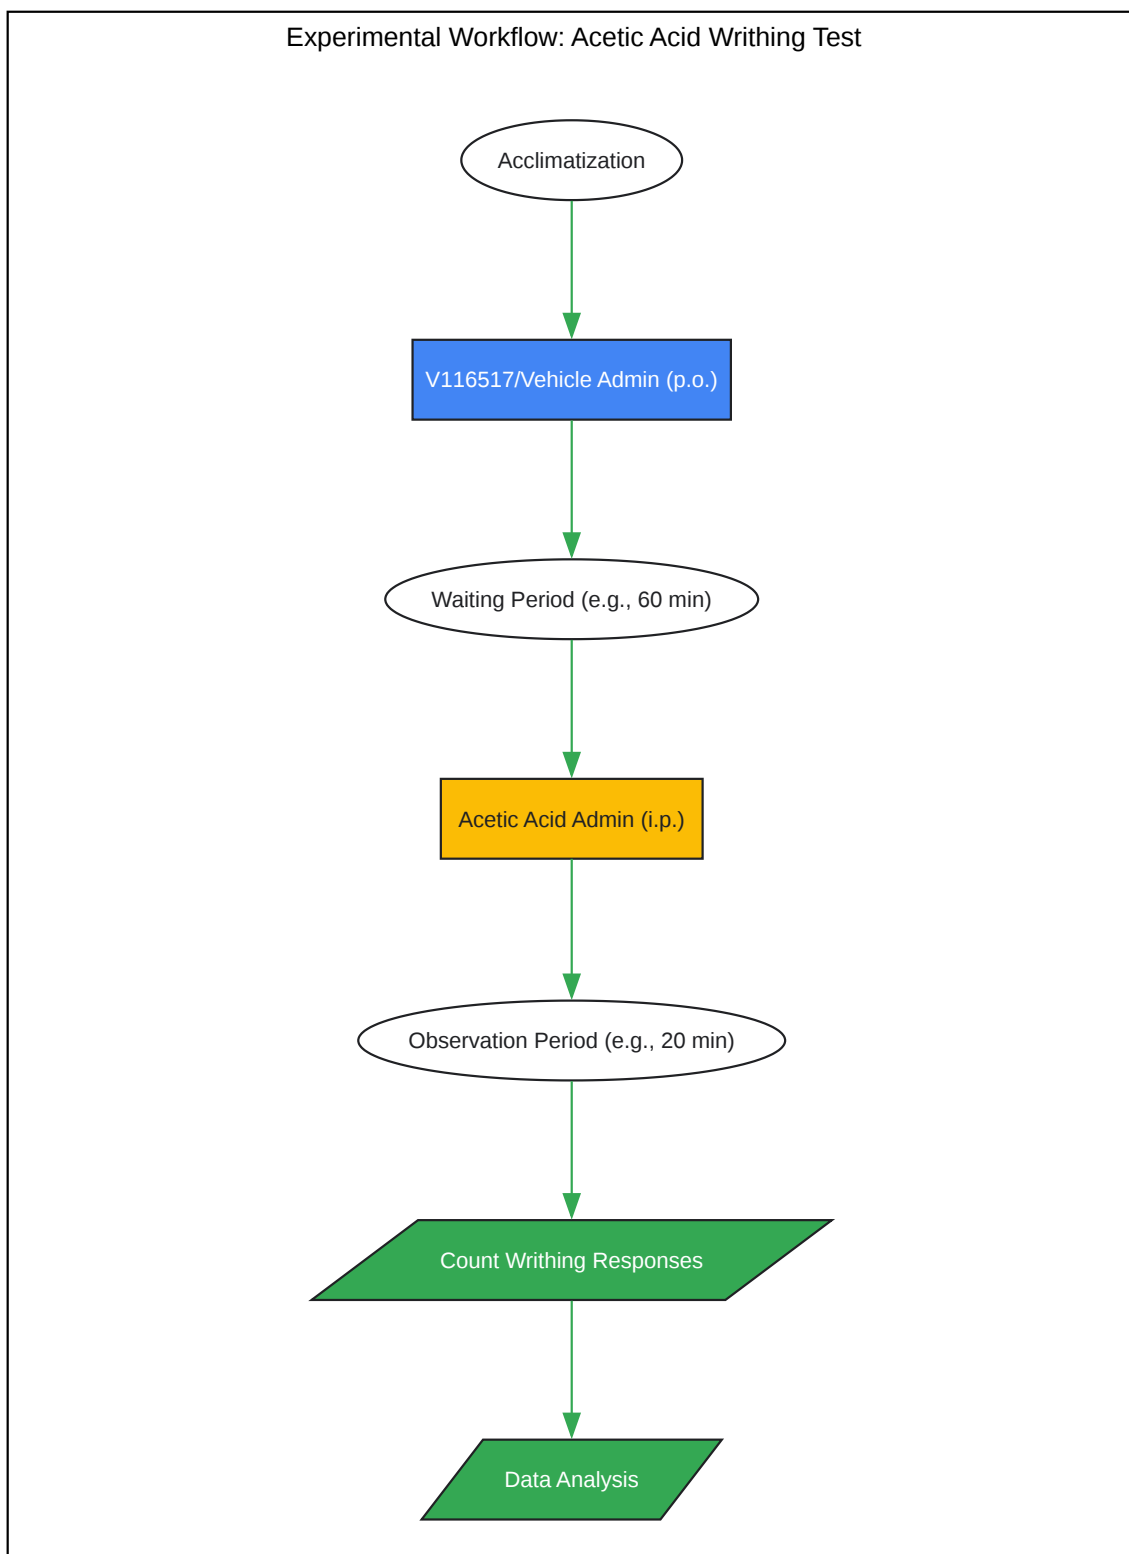 Experimental Workflow: Acetic Acid Writhing Test
Acclimatization
V116517/Vehicle Admin (p.o.)
Waiting Period (e.g., 60 min)
Acetic Acid Admin (i.p.)
Observation Period (e.g., 20 min)
Count Writhing Responses
Data Analysis